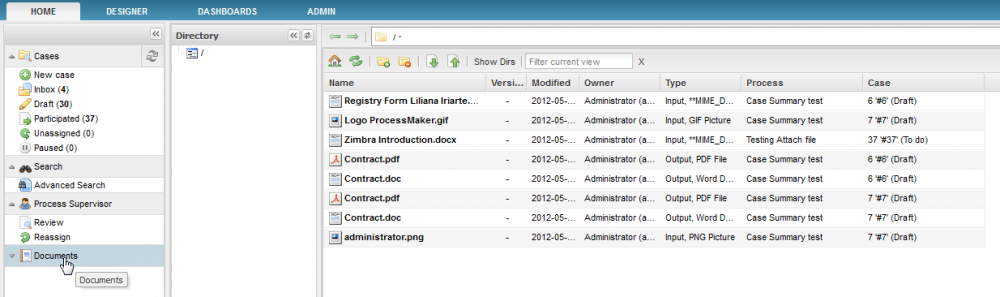 HOME DESIGNER DASHBOARDS ADMIN
Cases
New case
Inbox (4)
Draft (30)
Participated (37)
Unassigned (0)
Paused (0)
Search
Advanced Search
Process Supervisor
Review
Reassign
Documents
Documents
Directory
/
/
Show Dirs Filter current view X
Name Versi... Modified Owner Type Process Case
Registry Form Liliana Iriarte.... - 2012-05-... Administrator (a... Input, **MIME_D... Case Summary test 6 '#6' (Draft)
Logo ProcessMaker.gif - 2012-05-... Administrator (a... Input, GIF Picture Case Summary test 7 '#7' (Draft)
Zimbra Introduction.docx - 2012-05-... Administrator (a... Input, **MIME_D... Testing Attach file 37 '#37' (To do)
Contract.pdf - 2012-05-... Administrator (a... Output, PDF File Case Summary test 6 '#6' (Draft)
Contract.doc - 2012-05-... Administrator (a... Output, Word D... Case Summary test 6 '#6' (Draft)
Contract.pdf - 2012-05-... Administrator (a... Output, PDF File Case Summary test 7 '#7' (Draft)
Contract.doc - 2012-05-... Administrator (a... Output, Word D... Case Summary test 7 '#7' (Draft)
administrator.png - 2012-05-... Administrator (a... Input, PNG Picture Case Summary test 7 '#7' (Draft)